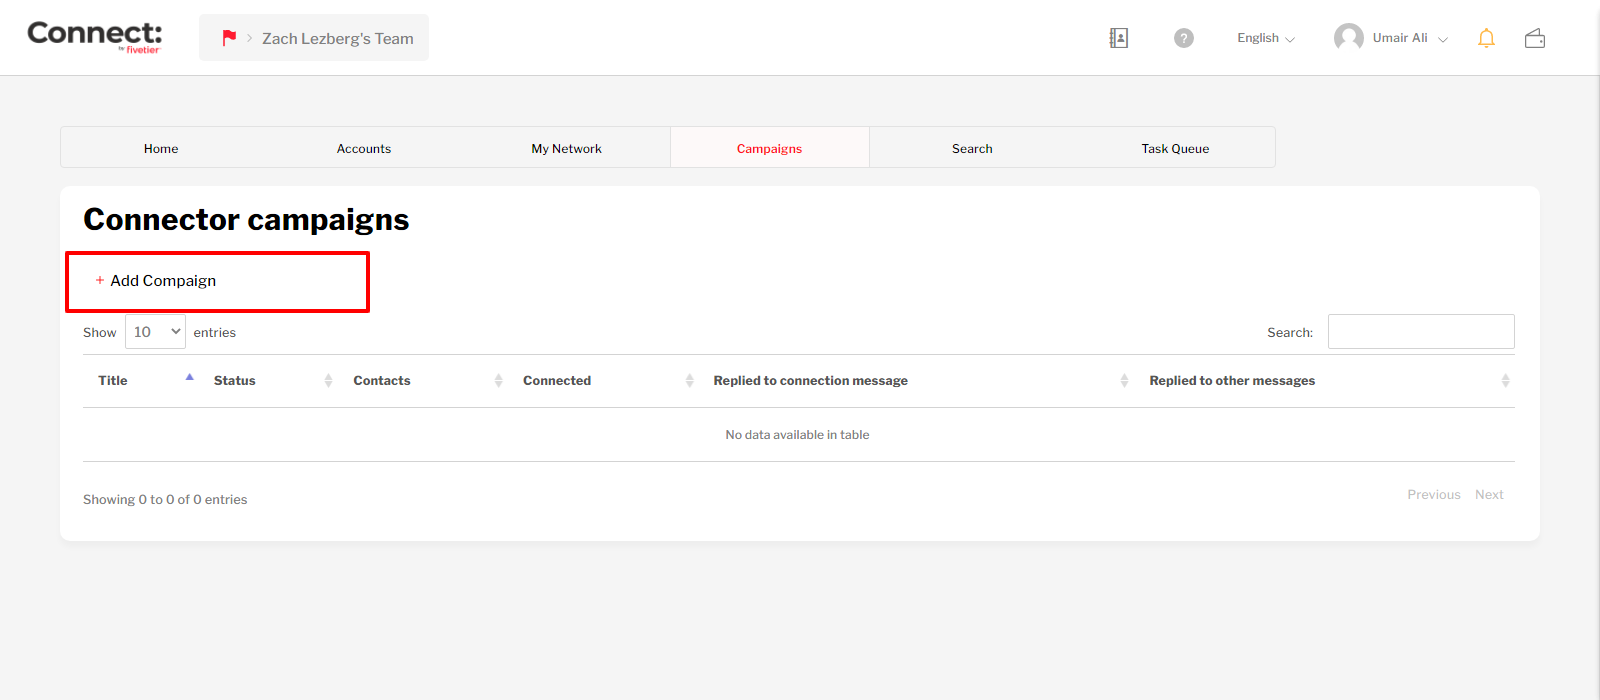 Connect:
by fivetier
Zach Lezberg's Team
?
English
Umair Ali
Home
Accounts
My Network
Campaigns
Search
Task Queue
Connector campaigns
+ Add Compaign
Show 10 entries
Search:
Title
Status
Contacts
Connected
Replied to connection message
Replied to other messages
No data available in table
Showing 0 to 0 of 0 entries
Previous
Next